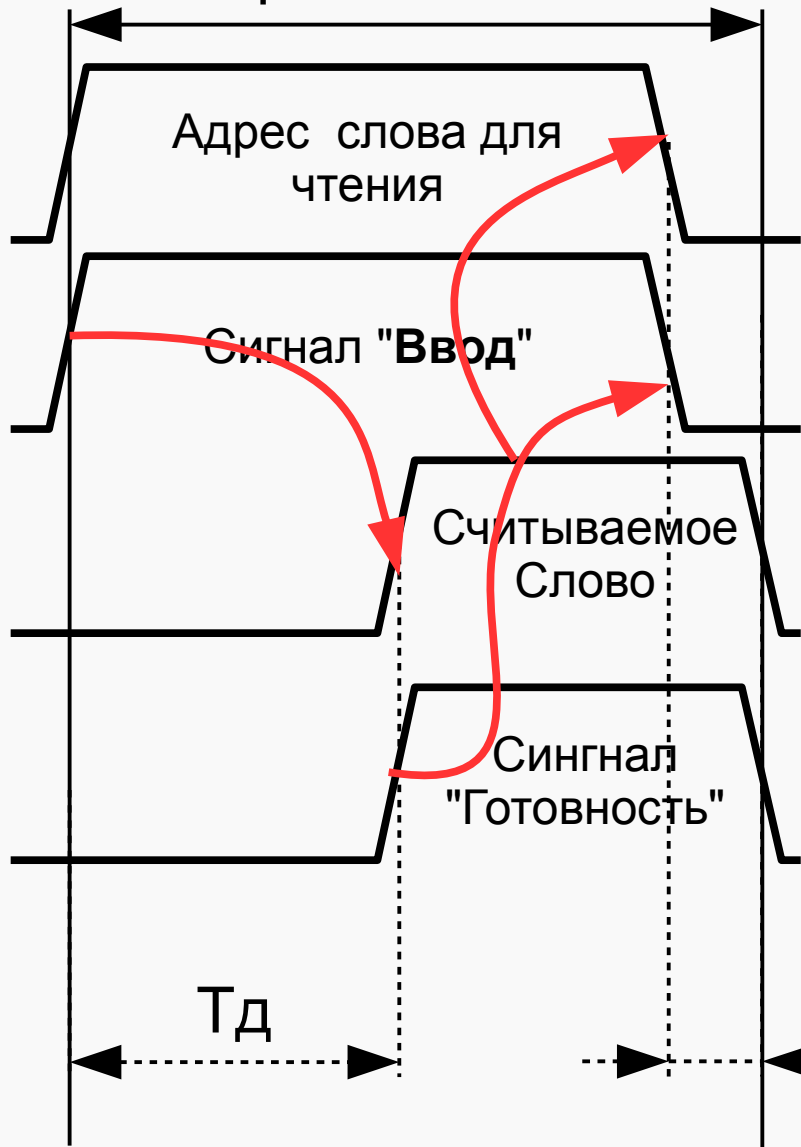 Адрес слова для
чтения
Сигнал "Ввод"
Считываемое
Слово
Сингнал
"Готовность"
Тд